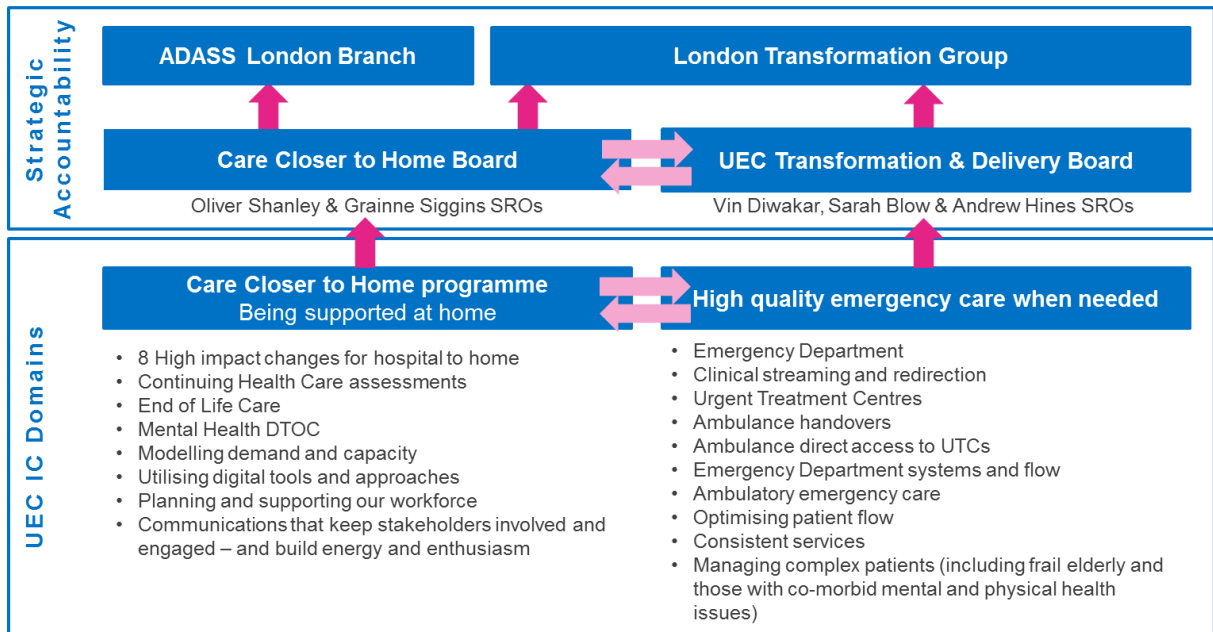 Strategic
Accountability
ADASS London Branch
London Transformation Group
Care Closer to Home Board
UEC Transformation & Delivery Board
Oliver Shanley & Grainne Siggins SROs
Vin Diwakar, Sarah Blow & Andrew Hines SROs
UEC IC Domains
Care Closer to Home programme
Being supported at home
• 8 High impact changes for hospital to home
• Continuing Health Care assessments
• End of Life Care
• Mental Health DTOC
• Modelling demand and capacity
• Utilising digital tools and approaches
• Planning and supporting our workforce
• Communications that keep stakeholders involved and
engaged – and build energy and enthusiasm
High quality emergency care when needed
• Emergency Department
• Clinical streaming and redirection
• Urgent Treatment Centres
• Ambulance handovers
• Ambulance direct access to UTCs
• Emergency Department systems and flow
• Ambulatory emergency care
• Optimising patient flow
• Consistent services
• Managing complex patients (including frail elderly and
those with co-morbid mental and physical health
issues)